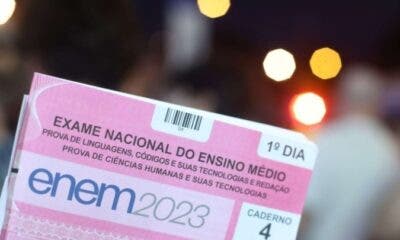 04
1º DIA
EXAME NACIONAL DO ENSINO MÉDIO
PROVA DE LINGUAGENS, CÓDIGOS E SUAS TECNOLOGIAS E REDAÇÃO
PROVA DE CIÊNCIAS HUMANAS E SUAS TECNOLOGIAS
enem2023
CADERNO
4